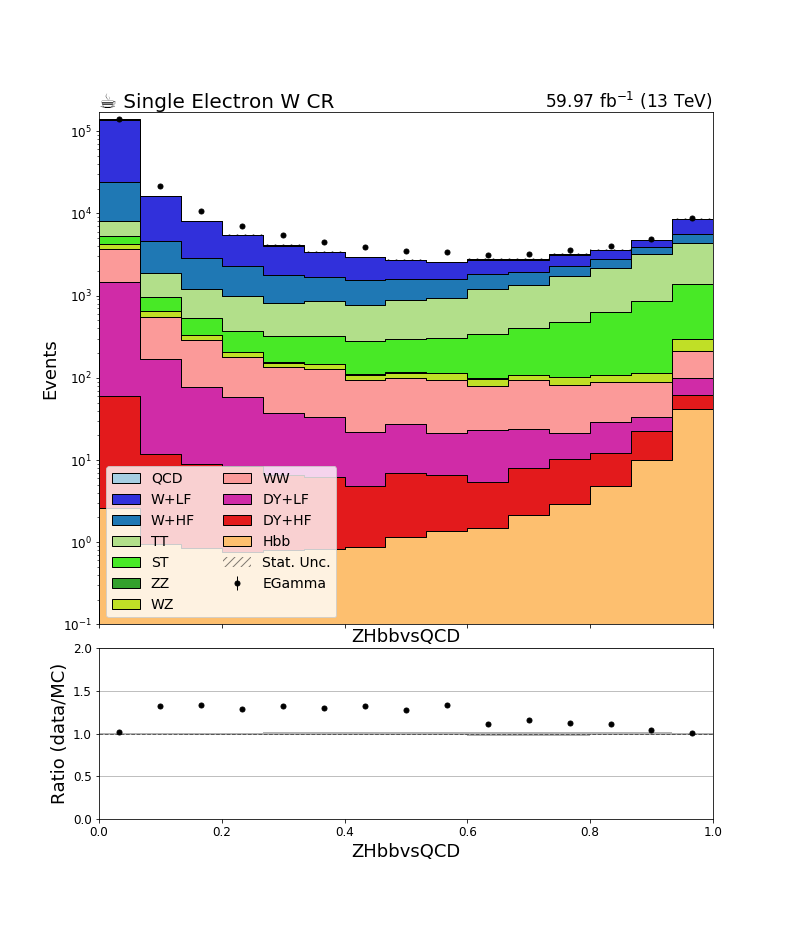 ☕ Single Electron W CR 59.97 fb⁻¹ (13 TeV)
Events
10⁵
10⁴
10³
10²
10¹
10⁰
10⁻¹
QCD WW
W+LF DY+LF
W+HF DY+HF
TT Hbb
ST Stat. Unc.
ZZ EGamma
WZ
ZHbbvsQCD
Ratio (data/MC)
2.0
1.5
1.0
0.5
0.0
0.0 0.2 0.4 0.6 0.8 1.0
ZHbbvsQCD